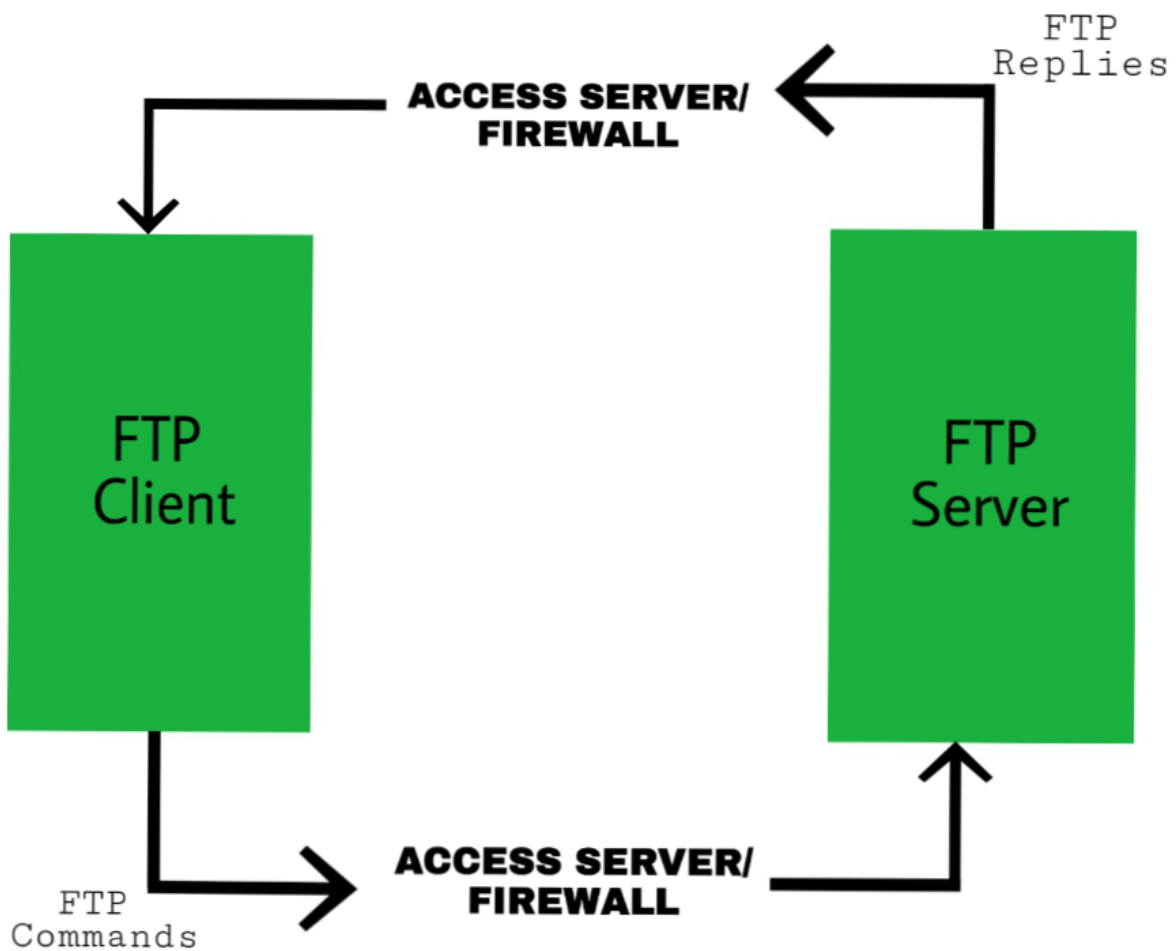 FTP
Replies
ACCESS SERVER/
FIREWALL
FTP
Client
FTP
Server
ACCESS SERVER/
FIREWALL
FTP
Commands